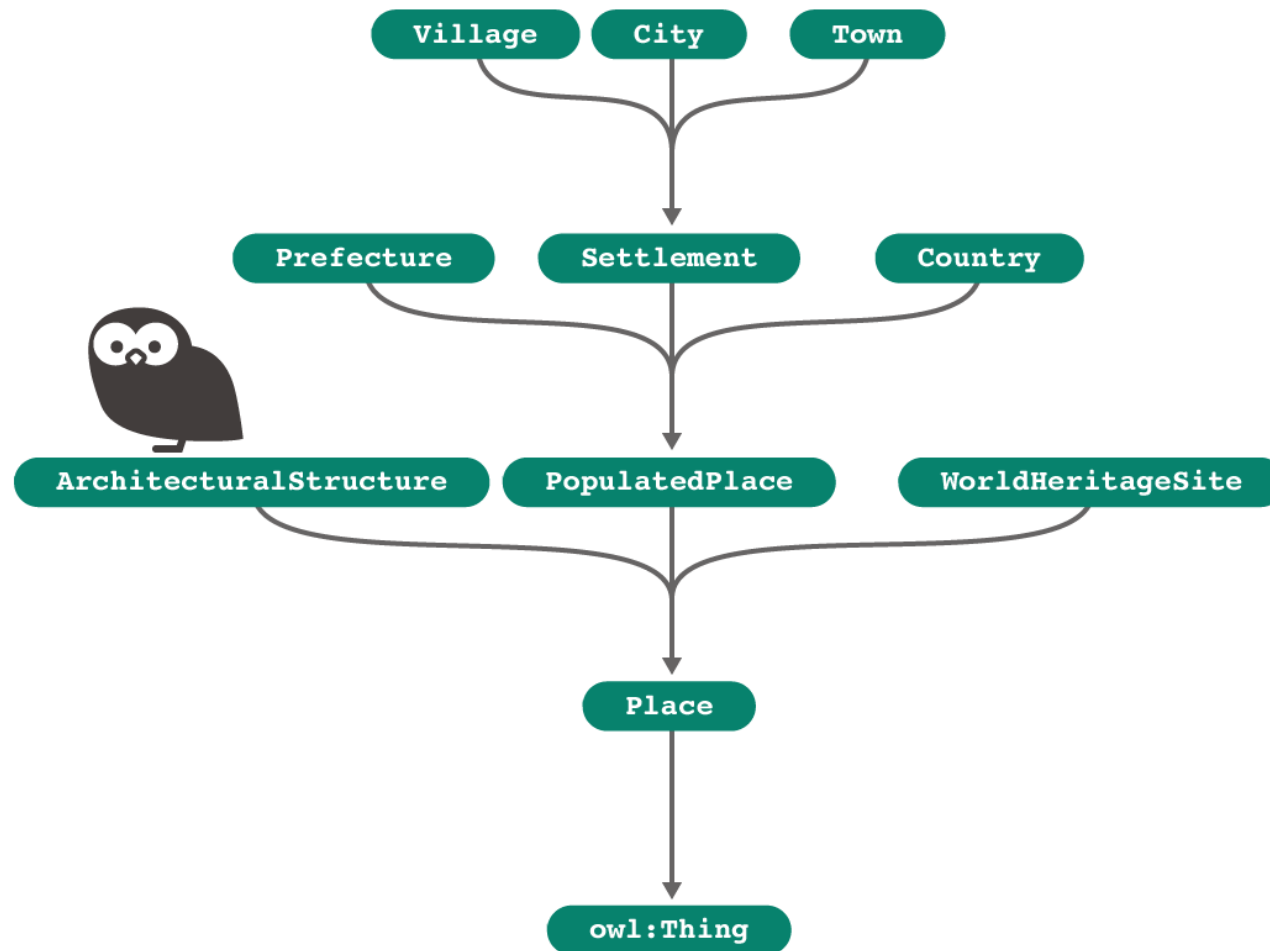 Village
City
Town
Prefecture
Settlement
Country
ArchitecturalStructure
PopulatedPlace
WorldHeritageSite
Place
owl:Thing